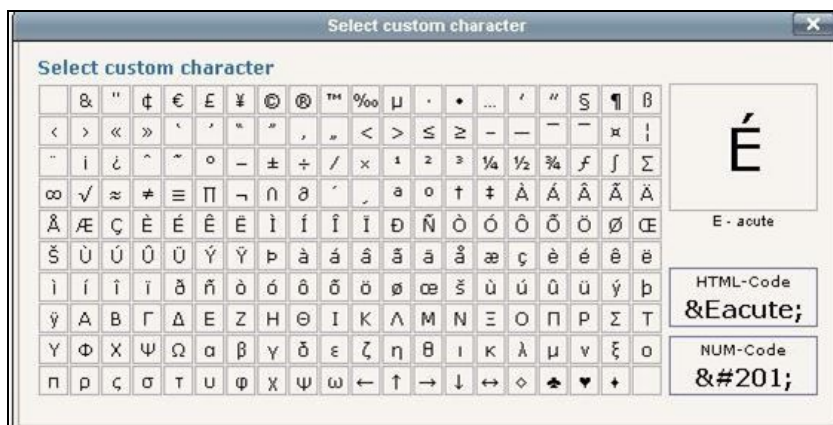 Select custom character
Select custom character
& " ¢ € £ ¥ © ® ™ ‰ µ · • … ′ ″ § ¶ ß
‹ › « » ‘ ’ “ ” ‚ „ < > ≤ ≥ – — ¯ ‾ ¤ ¦
¨ ¡ ¿ ˆ ˜ ° − ± ÷ ⁄ × ¹ ² ³ ¼ ½ ¾ ƒ ∫ ∑
∞ √ ≈ ≠ ≡ ∏ ¬ ∩ ∂ ´ ¸ ª º † ‡ À Á Â Ã Ä
Å Æ Ç È É Ê Ë Ì Í Î Ï Ð Ñ Ò Ó Ô Õ Ö Ø Œ
Š Ù Ú Û Ü Ý Ÿ Þ à á â ã ä å æ ç è é ê ë
ì í î ï ð ñ ò ó ô õ ö ø œ š ù ú û ü ý þ
ÿ Α Β Γ Δ Ε Ζ Η Θ Ι Κ Λ Μ Ν Ξ Ο Π Ρ Σ Τ
Υ Φ Χ Ψ Ω α β γ δ ε ζ η θ ι κ λ μ ν ξ ο
π ρ ς σ τ υ φ χ ψ ω ← ↑ → ↓ ↔ ◊ ♣ ♥ ♦
É
E - acute
HTML-Code
&Eacute;
NUM-Code
&#201;